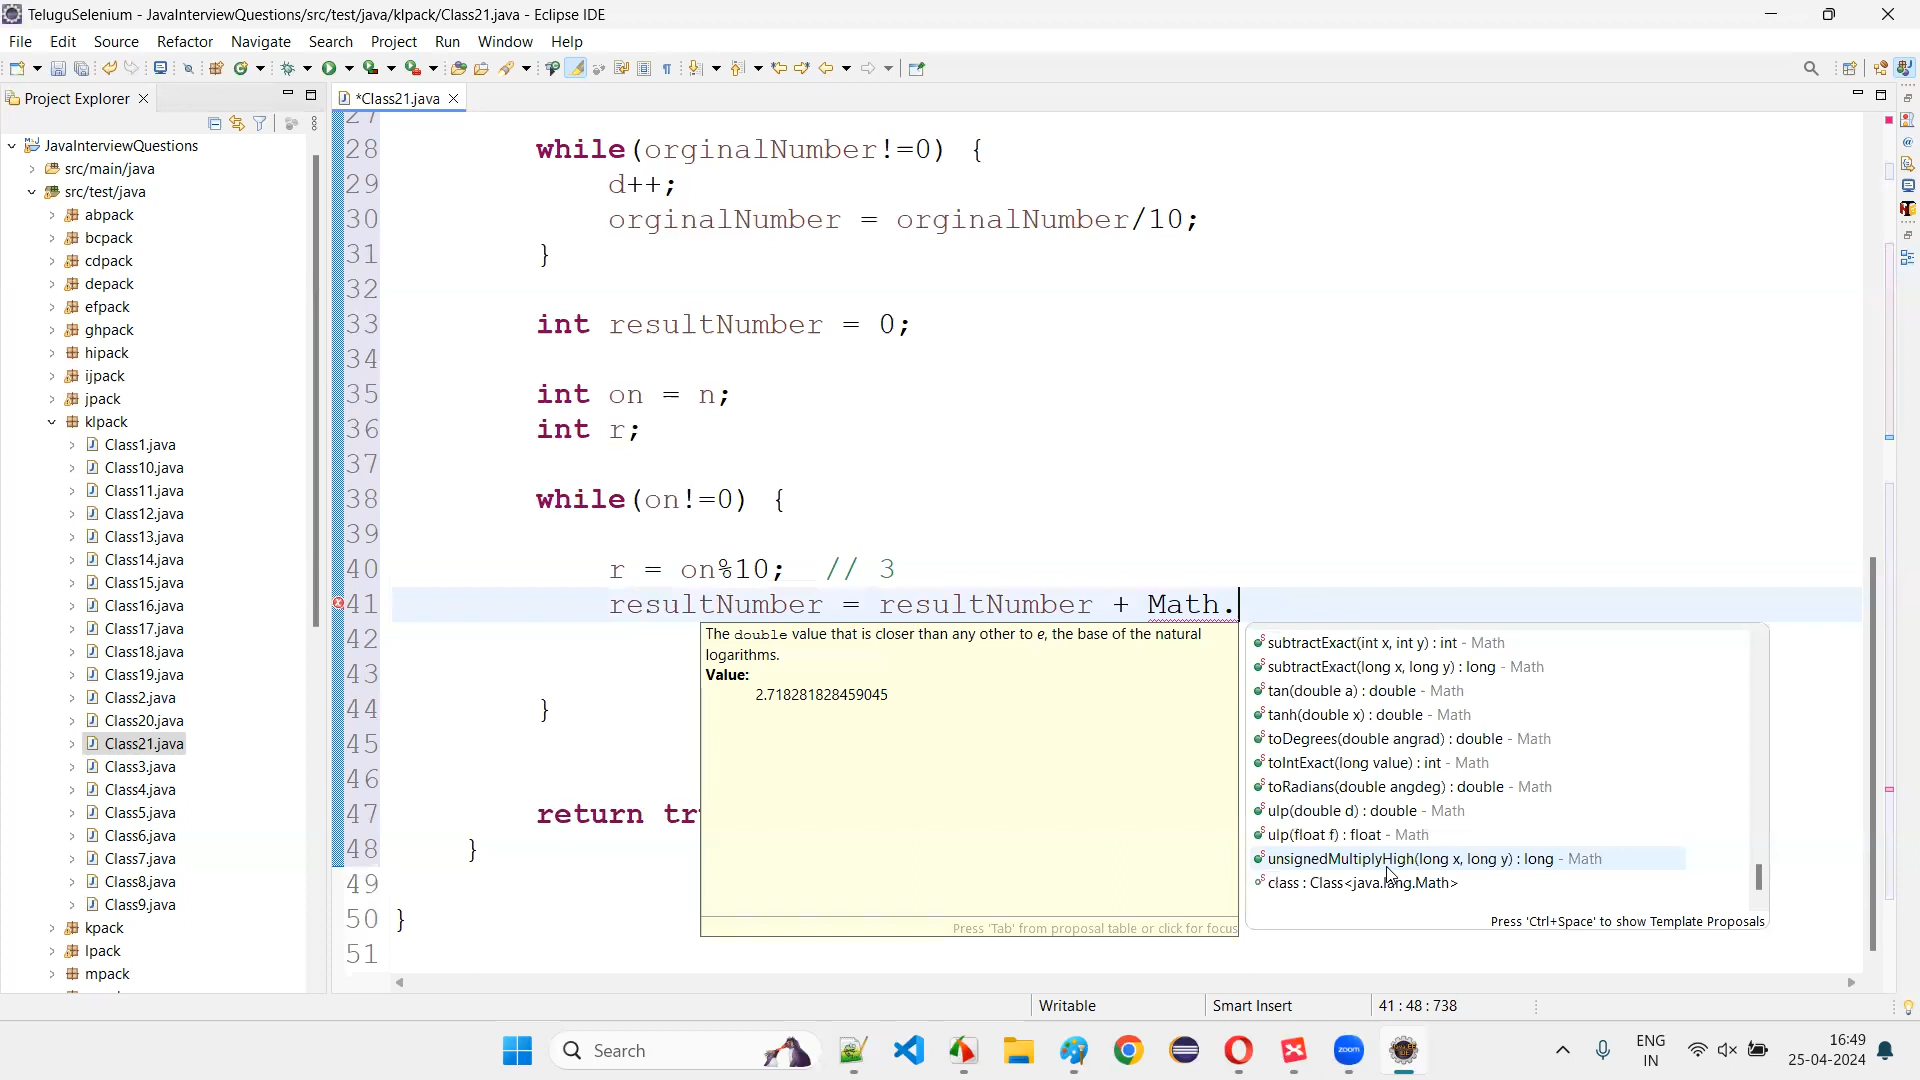 TeluguSelenium - JavaInterviewQuestions/src/test/java/klpack/Class21.java - Eclipse IDE
File Edit Source Refactor Navigate Search Project Run Window Help
Project Explorer
*Class21.java
JavaInterviewQuestions
src/main/java
src/test/java
abpack
bcpack
cdpack
depack
efpack
ghpack
hipack
ijpack
jpack
klpack
Class1.java
Class10.java
Class11.java
Class12.java
Class13.java
Class14.java
Class15.java
Class16.java
Class17.java
Class18.java
Class19.java
Class2.java
Class20.java
Class21.java
Class3.java
Class4.java
Class5.java
Class6.java
Class7.java
Class8.java
Class9.java
kpack
lpack
mpack
27
28 while(orginalNumber!=0) {
29 d++;
30 orginalNumber = orginalNumber/10;
31 }
32
33 int resultNumber = 0;
34
35 int on = n;
36 int r;
37
38 while(on!=0) {
39
40 r = on%10; // 3
41 resultNumber = resultNumber + Math.
42
43
44 }
45
46
47 return tr
48 }
49
50 }
51
The double value that is closer than any other to e, the base of the natural
logarithms.
Value:
2.718281828459045
Press 'Tab' from proposal table or click for focus
subtractExact(int x, int y) : int - Math
subtractExact(long x, long y) : long - Math
tan(double a) : double - Math
tanh(double x) : double - Math
toDegrees(double angrad) : double - Math
toIntExact(long value) : int - Math
toRadians(double angdeg) : double - Math
ulp(double d) : double - Math
ulp(float f) : float - Math
unsignedMultiplyHigh(long x, long y) : long - Math
class : Class<java.lang.Math>
Press 'Ctrl+Space' to show Template Proposals
Writable Smart Insert 41 : 48 : 738
Search
zoom
ENG
IN
16:49
25-04-2024